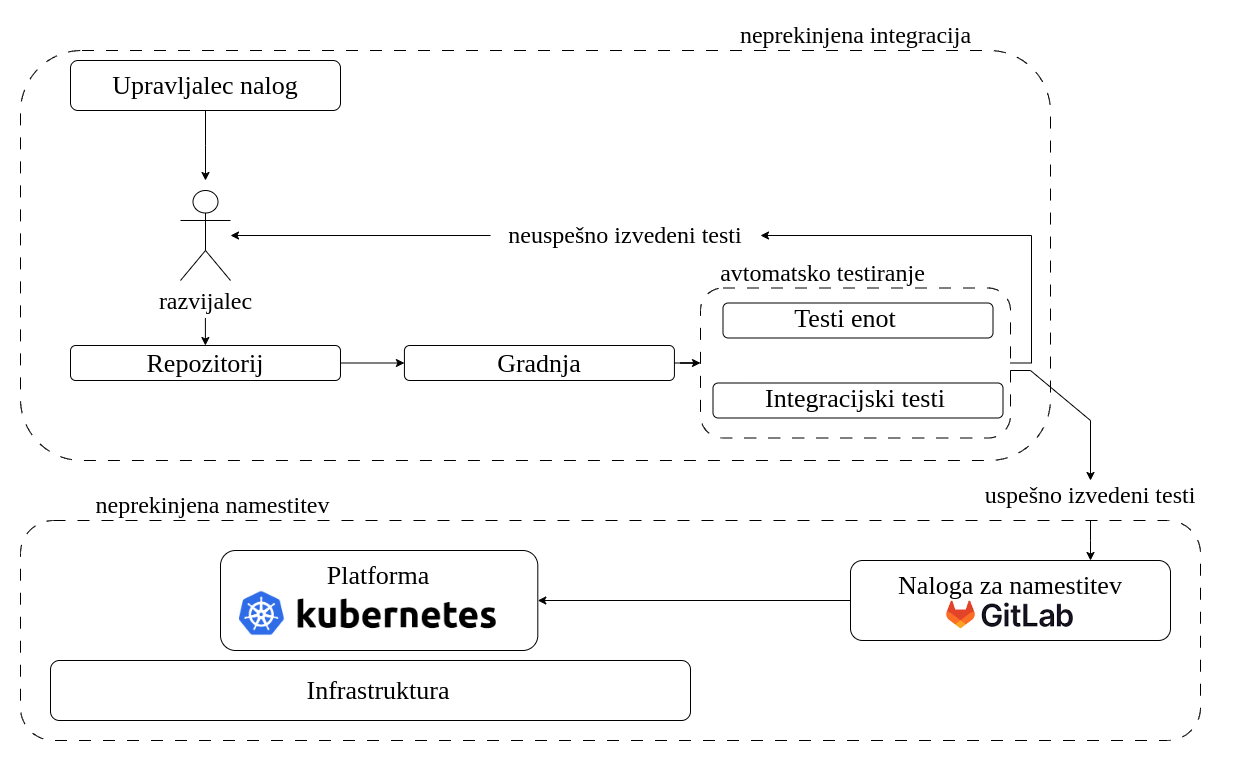 neprekinjena integracija
Upravljalec nalog
neuspešno izvedeni testi
avtomatsko testiranje
razvijalec
Testi enot
Repozitorij
Gradnja
Integracijski testi
uspešno izvedeni testi
neprekinjena namestitev
Platforma
kubernetes
Naloga za namestitev
GitLab
Infrastruktura